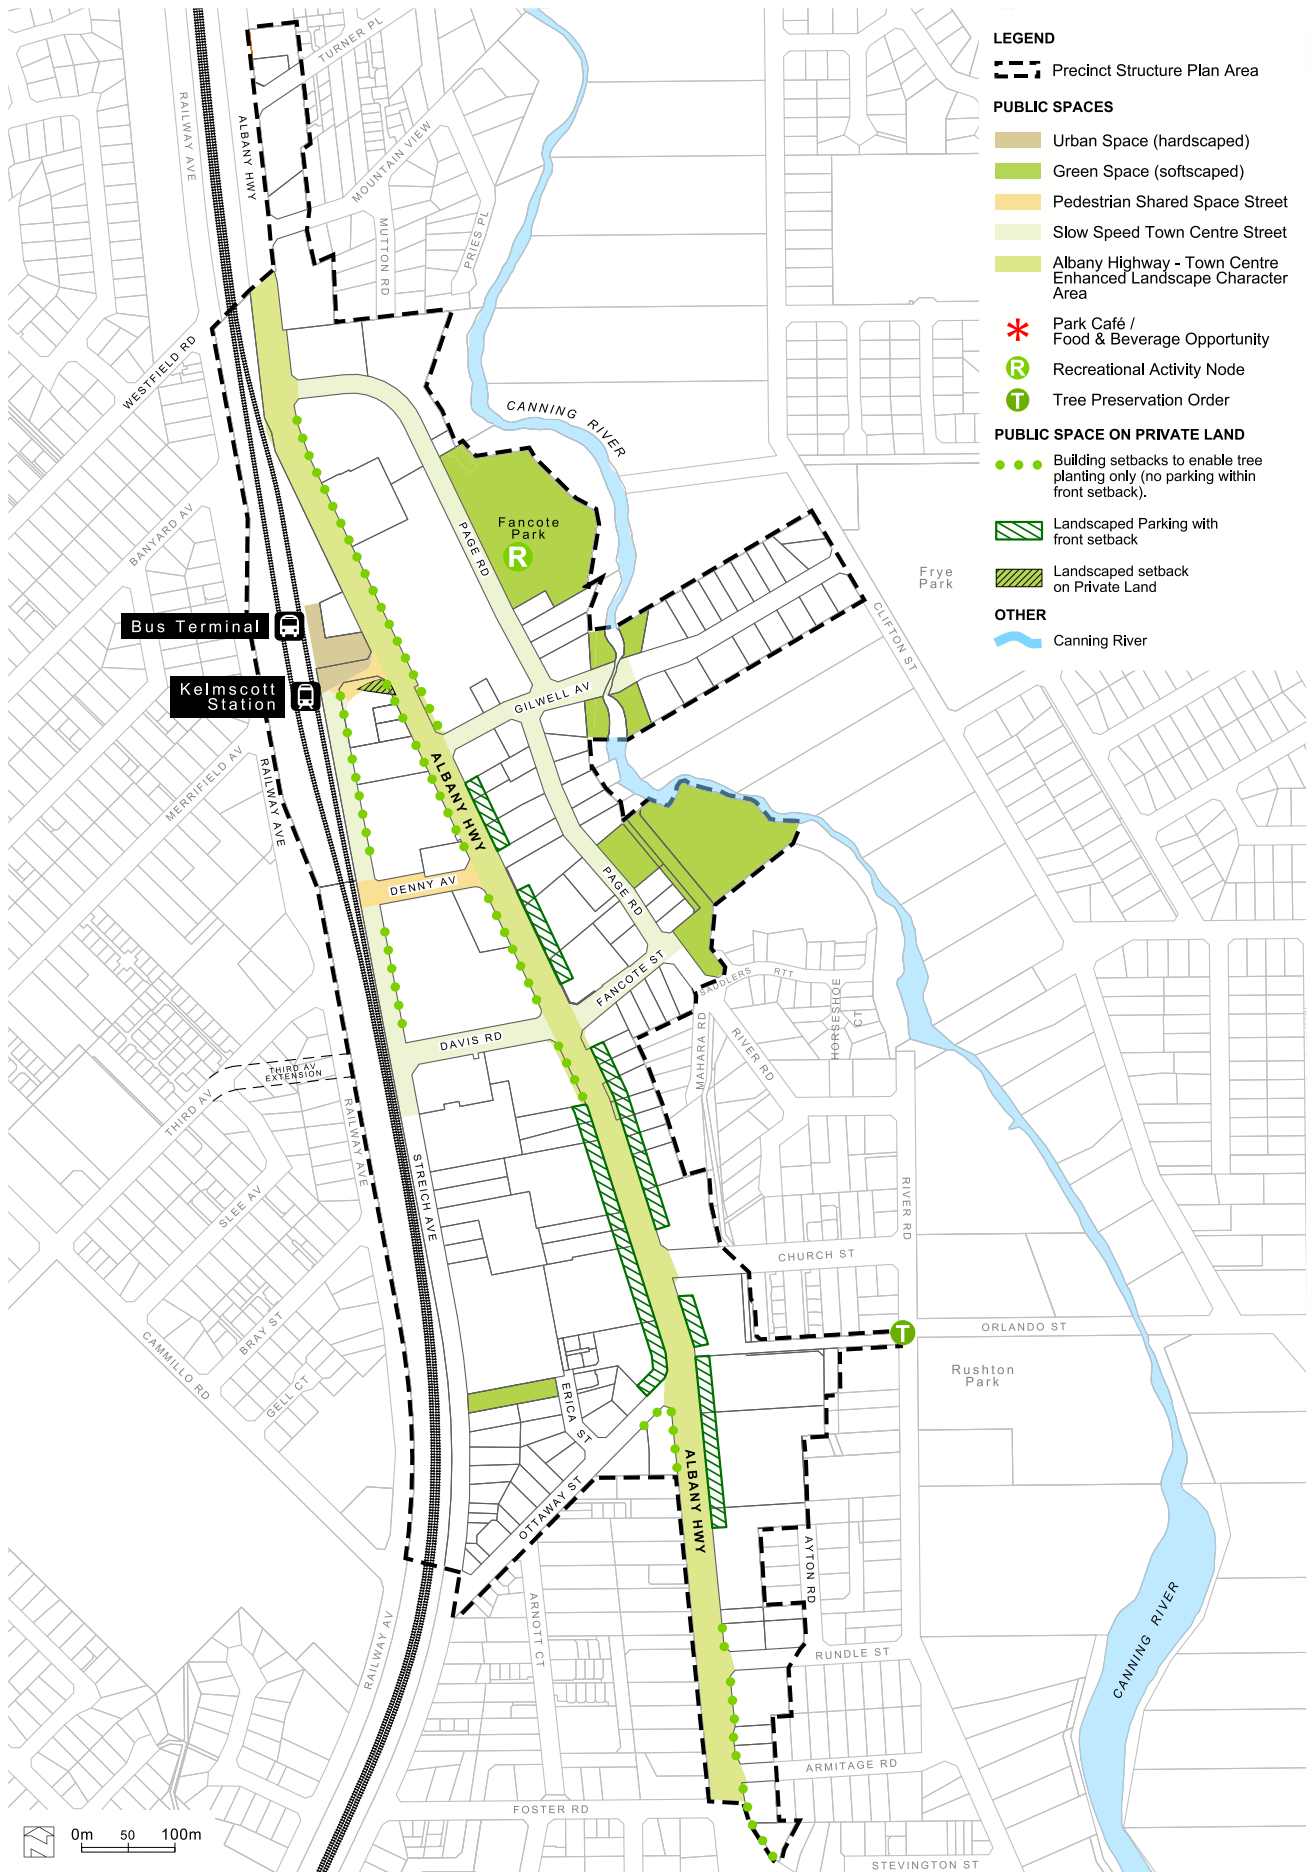 LEGEND
Precinct Structure Plan Area
PUBLIC SPACES
Urban Space (hardscaped)
Green Space (softscaped)
Pedestrian Shared Space Street
Slow Speed Town Centre Street
Albany Highway - Town Centre
Enhanced Landscape Character
Area
Park Café /
Food & Beverage Opportunity
R
Recreational Activity Node
T
Tree Preservation Order
PUBLIC SPACE ON PRIVATE LAND
Building setbacks to enable tree
planting only (no parking within
front setback).
Landscaped Parking with
front setback
Landscaped setback
on Private Land
OTHER
Canning River
TURNER PL
RAILWAY AVE
ALBANY HWY
MOUNTAIN VIEW
MUTTON RD
PRIES PL
WESTFIELD RD
CANNING RIVER
BANYARD AV
PAGE RD
Fancote
Park
R
Frye
Park
CLIFTON ST
Bus Terminal
Kelmscott
Station
GILWELL AV
MERRIFIELD AV
RAILWAY AVE
ALBANY HWY
DENNY AV
PAGE RD
FANCOTE ST
SADDLERS RTT
HORSESHOE
CT
MAHARA RD
RIVER RD
DAVIS RD
THIRD AV
EXTENSION
THIRD AV
RAILWAY AVE
STREICH AVE
SLEE AV
RIVER RD
CHURCH ST
ORLANDO ST
T
Rushton
Park
BRAY ST
CAMMILLO RD
GELL CT
ERICA ST
OTTAWAY ST
ALBANY HWY
AYTON RD
ARNOTT CT
RAILWAY AV
RUNDLE ST
CANNING RIVER
ARMITAGE RD
FOSTER RD
STEVINGTON ST
0m 50 100m